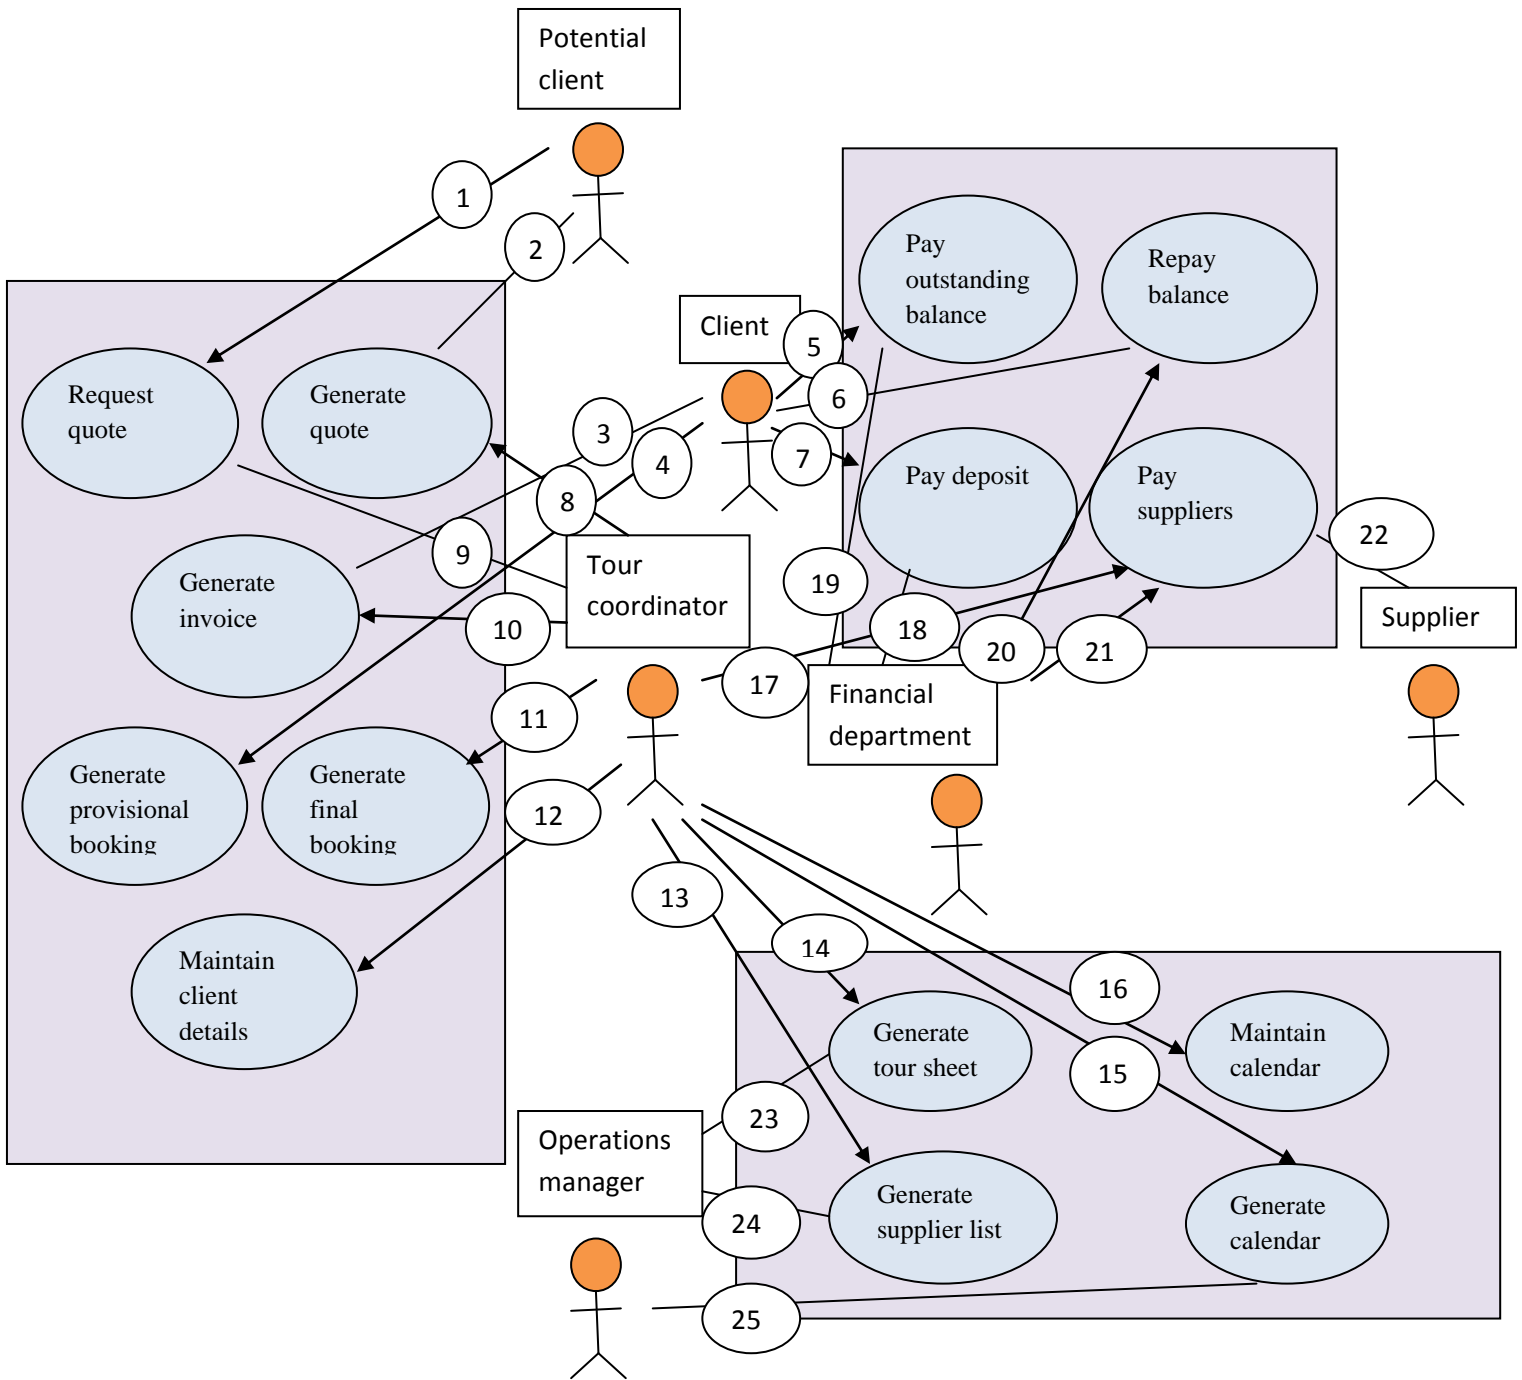 Potential
client
1
2
Pay
outstanding
balance
Repay
balance
Client
5
6
Request
quote
Generate
quote
3
4
7
Pay deposit
Pay
suppliers
8
9
22
Tour
coordinator
19
Generate
invoice
10
18
20
21
Supplier
17
Financial
department
11
Generate
provisional
booking
Generate
final
booking
12
13
14
Maintain
client
details
16
Generate
tour sheet
Maintain
calendar
15
23
Operations
manager
24
Generate
supplier list
Generate
calendar
25